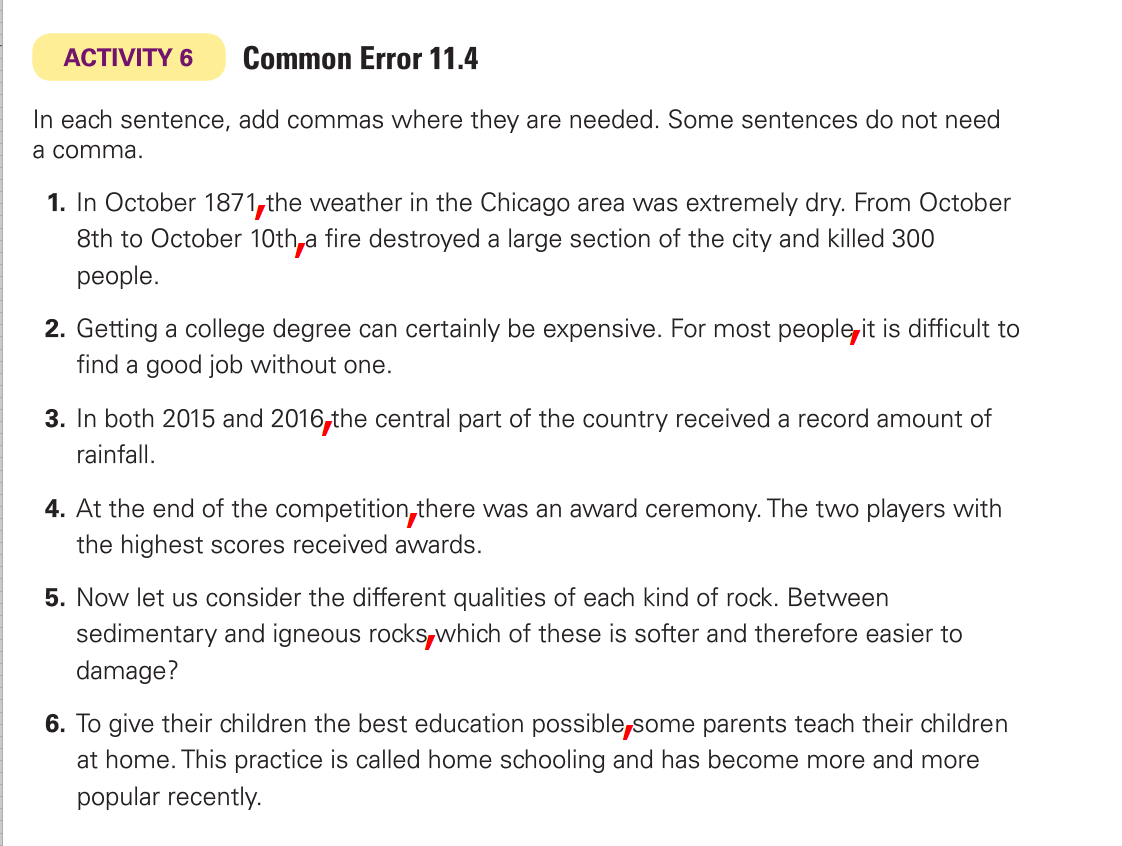 ACTIVITY 6 Common Error 11.4
In each sentence, add commas where they are needed. Some sentences do not need
a comma.
1. In October 1871,the weather in the Chicago area was extremely dry. From October
8th to October 10th,a fire destroyed a large section of the city and killed 300
people.
2. Getting a college degree can certainly be expensive. For most people,it is difficult to
find a good job without one.
3. In both 2015 and 2016,the central part of the country received a record amount of
rainfall.
4. At the end of the competition,there was an award ceremony. The two players with
the highest scores received awards.
5. Now let us consider the different qualities of each kind of rock. Between
sedimentary and igneous rocks,which of these is softer and therefore easier to
damage?
6. To give their children the best education possible,some parents teach their children
at home. This practice is called home schooling and has become more and more
popular recently.